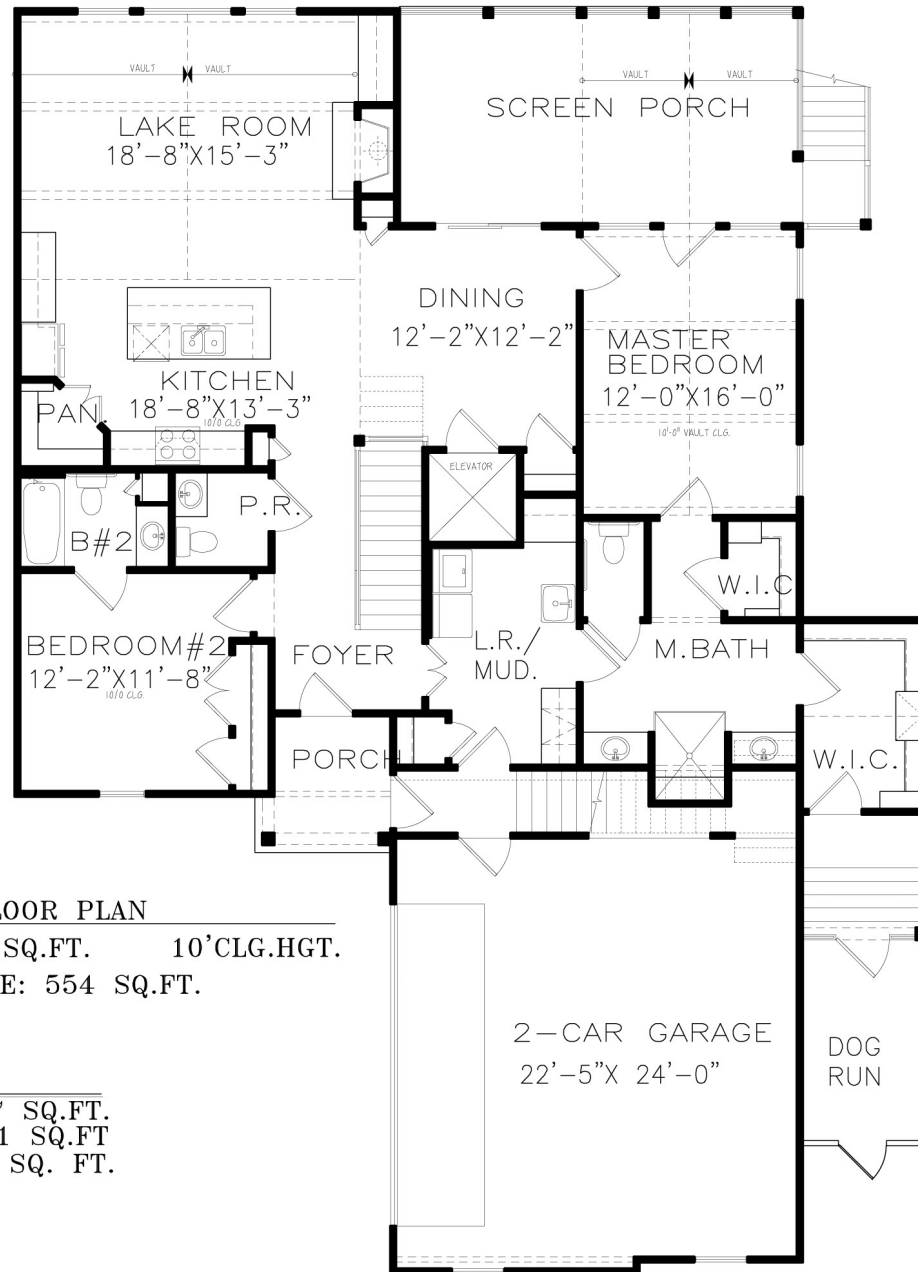 VAULT VAULT
VAULT VAULT
SCREEN PORCH
LAKE ROOM
18'-8"X15'-3"
DINING
12'-2"X12'-2"
MASTER
BEDROOM
12'-0"X16'-0"
10'-0" VAULT CLG.
KITCHEN
18'-8"X13'-3"
10/0 CLG
PAN.
ELEVATOR
P.R.
B#2
W.I.C
BEDROOM#2
12'-2"X11'-8"
10/0 CLG.
FOYER
L.R./
MUD.
M.BATH
PORCH
W.I.C.
LOOR PLAN
SQ.FT. 10'CLG.HGT.
E: 554 SQ.FT.
2-CAR GARAGE
22'-5"X 24'-0"
DOG
RUN
SQ.FT.
1 SQ.FT
SQ. FT.